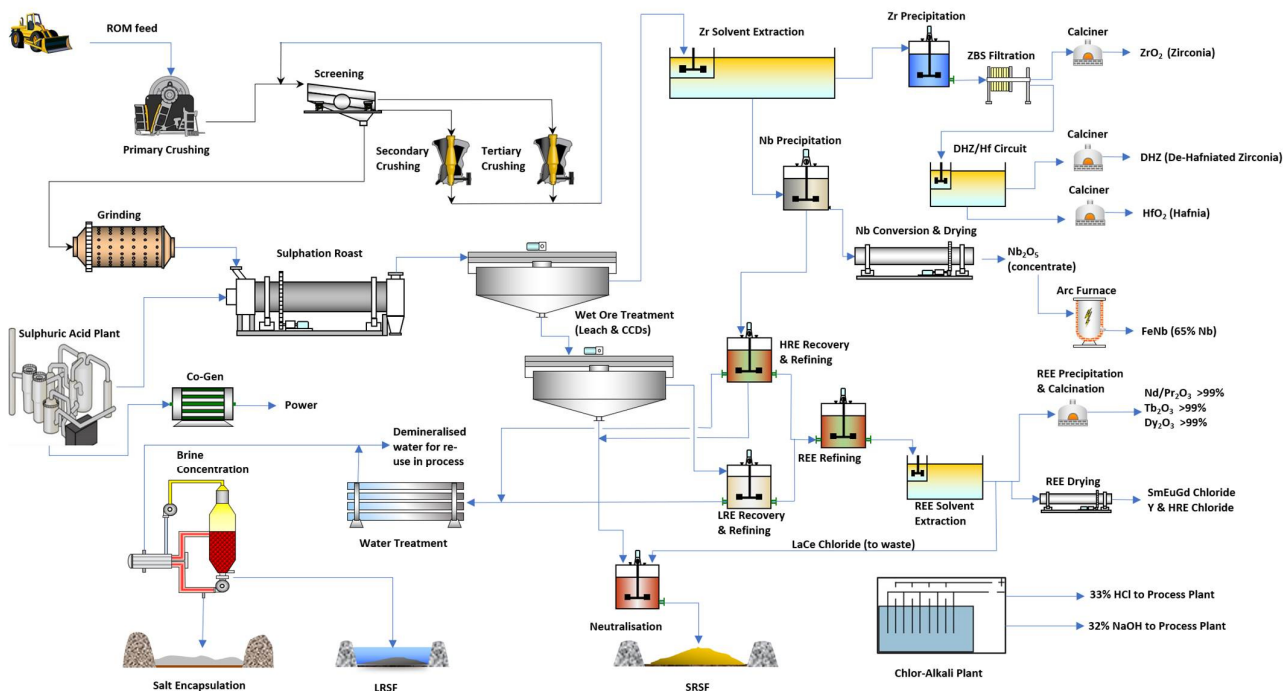 ROM feed
Primary Crushing
Screening
Secondary
Crushing
Tertiary
Crushing
Grinding
Sulphation Roast
Sulphuric Acid Plant
Co-Gen
Power
Wet Ore Treatment
(Leach & CCDs)
Zr Solvent Extraction
Zr Precipitation
ZBS Filtration
Calciner
ZrO₂ (Zirconia)
DHZ/Hf Circuit
Calciner
DHZ (De-Hafniated Zirconia)
Calciner
HfO₂ (Hafnia)
Nb Precipitation
Nb Conversion & Drying
Nb₂O₅
(concentrate)
Arc Furnace
FeNb (65% Nb)
HRE Recovery
& Refining
REE Refining
LRE Recovery
& Refining
REE Solvent
Extraction
REE Precipitation
& Calcination
Nd/Pr₂O₃ >99%
Tb₂O₃ >99%
Dy₂O₃ >99%
REE Drying
SmEuGd Chloride
Y & HRE Chloride
LaCe Chloride (to waste)
Demineralised
water for re-
use in process
Water Treatment
Brine
Concentration
Neutralisation
Salt Encapsulation
LRSF
SRSF
+
−
33% HCl to Process Plant
32% NaOH to Process Plant
Chlor-Alkali Plant